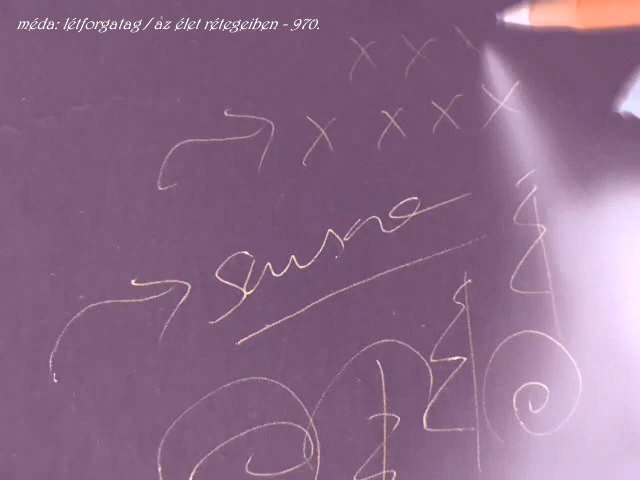 méda: létforgatag / az élet rétegeiben - 970.
x x x
x x x x